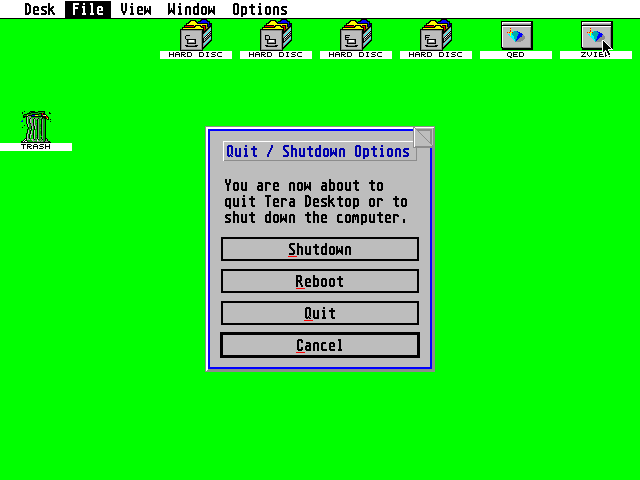 Desk File View Window Options
HARD DISC HARD DISC HARD DISC HARD DISC QED
TRASH
Quit / Shutdown Options
You are now about to
quit Tera Desktop or to
shut down the computer.
Shutdown
Reboot
Quit
Cancel